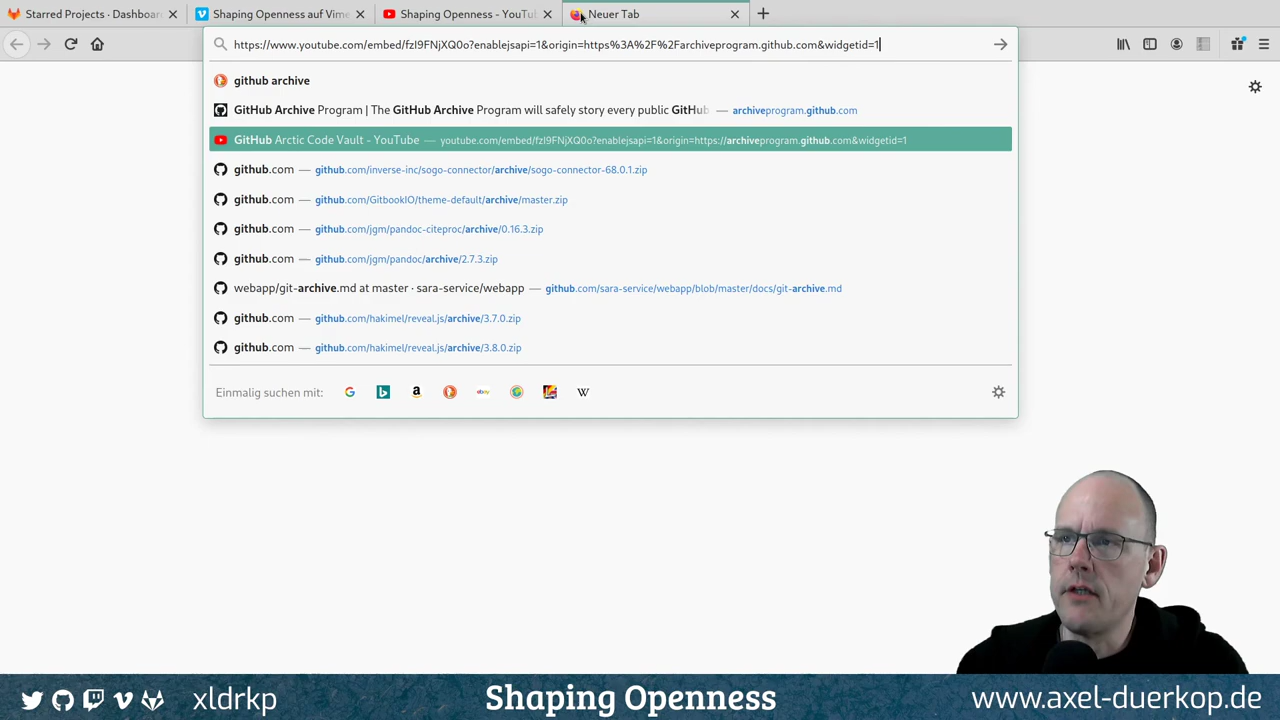 Starred Projects · Dashboar
Shaping Openness auf Vime
Shaping Openness - YouTu
Neuer Tab
https://www.youtube.com/embed/fzI9FNjXQ0o?enablejsapi=1&origin=https%3A%2F%2Farchiveprogram.github.com&widgetid=1
github archive
GitHub Archive Program | The GitHub Archive Program will safely story every public GitHub — archiveprogram.github.com
GitHub Arctic Code Vault - YouTube — youtube.com/embed/fzI9FNjXQ0o?enablejsapi=1&origin=https://archiveprogram.github.com&widgetid=1
github.com — github.com/inverse-inc/sogo-connector/archive/sogo-connector-68.0.1.zip
github.com — github.com/GitbookIO/theme-default/archive/master.zip
github.com — github.com/jgm/pandoc-citeproc/archive/0.16.3.zip
github.com — github.com/jgm/pandoc/archive/2.7.3.zip
webapp/git-archive.md at master · sara-service/webapp — github.com/sara-service/webapp/blob/master/docs/git-archive.md
github.com — github.com/hakimel/reveal.js/archive/3.7.0.zip
github.com — github.com/hakimel/reveal.js/archive/3.8.0.zip
Einmalig suchen mit:
xldrkp
Shaping Openness
www.axel-duerkop.de